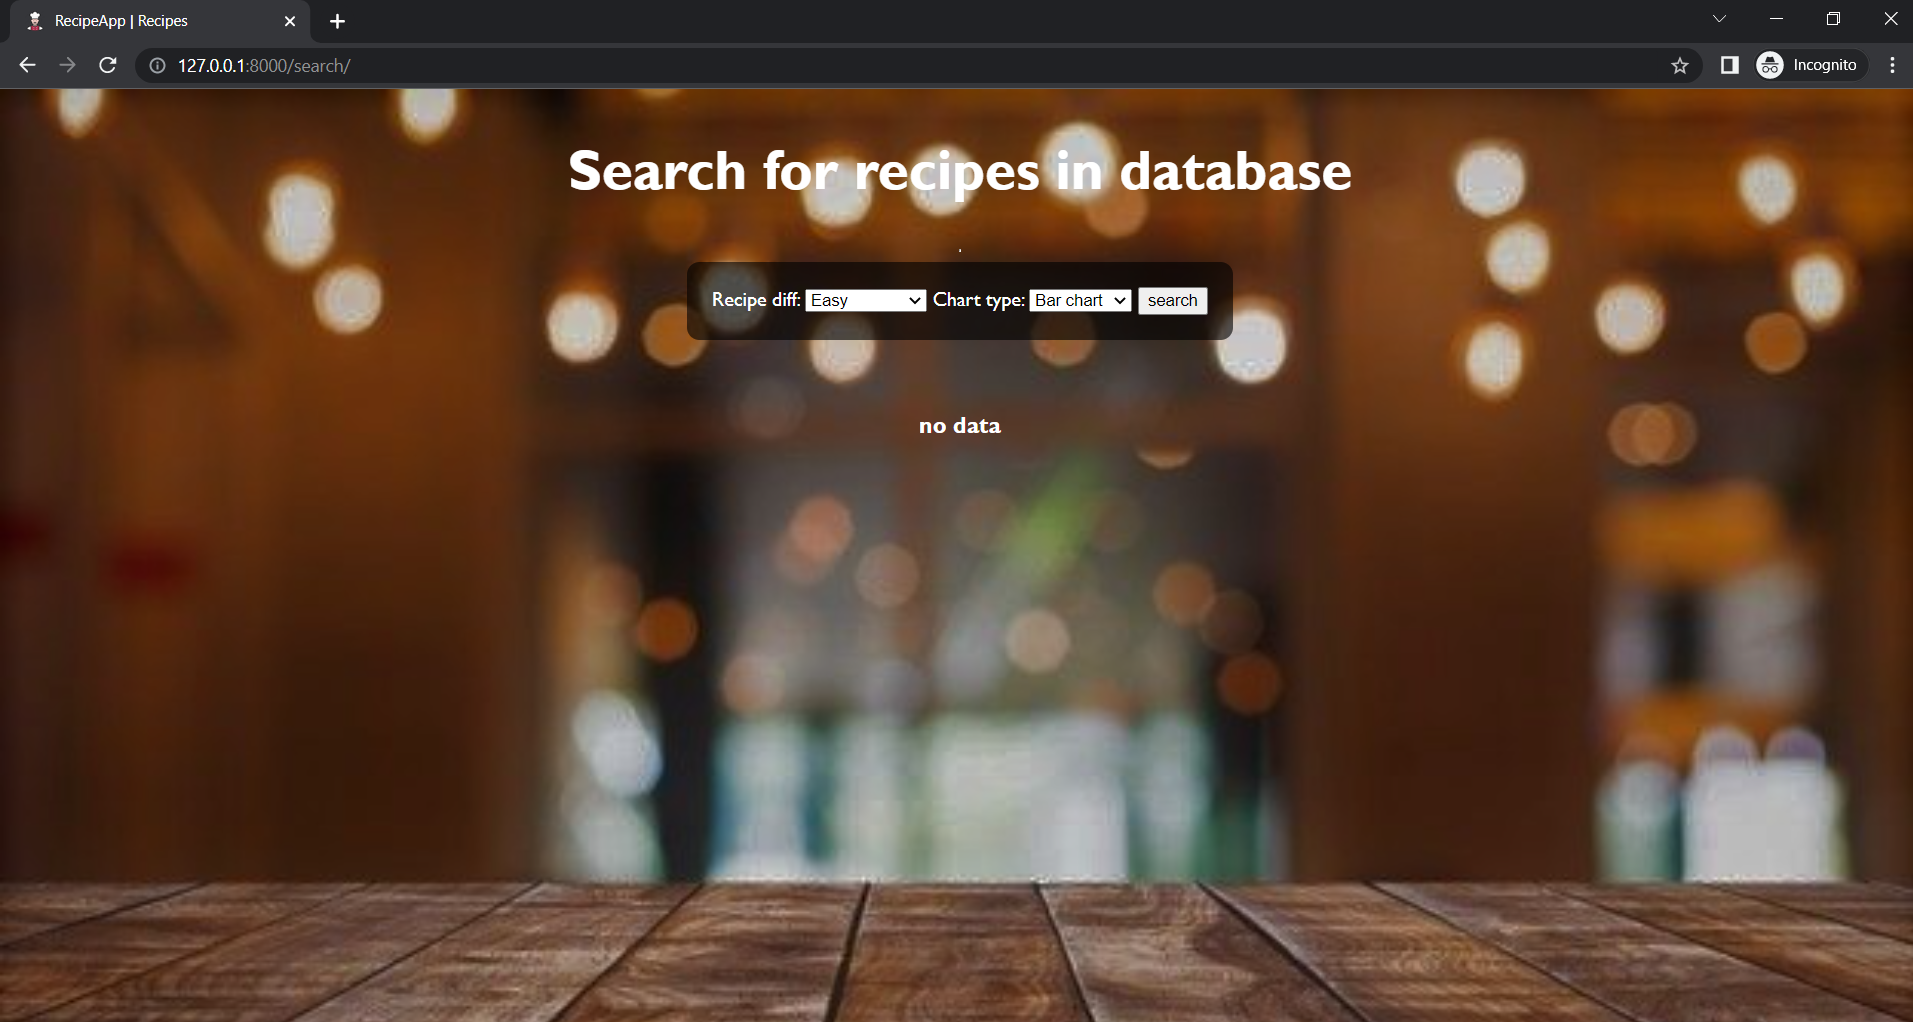 RecipeApp | Recipes
127.0.0.1:8000/search/
Incognito
Search for recipes in database
.
Recipe diff: Easy Chart type: Bar chart search
no data